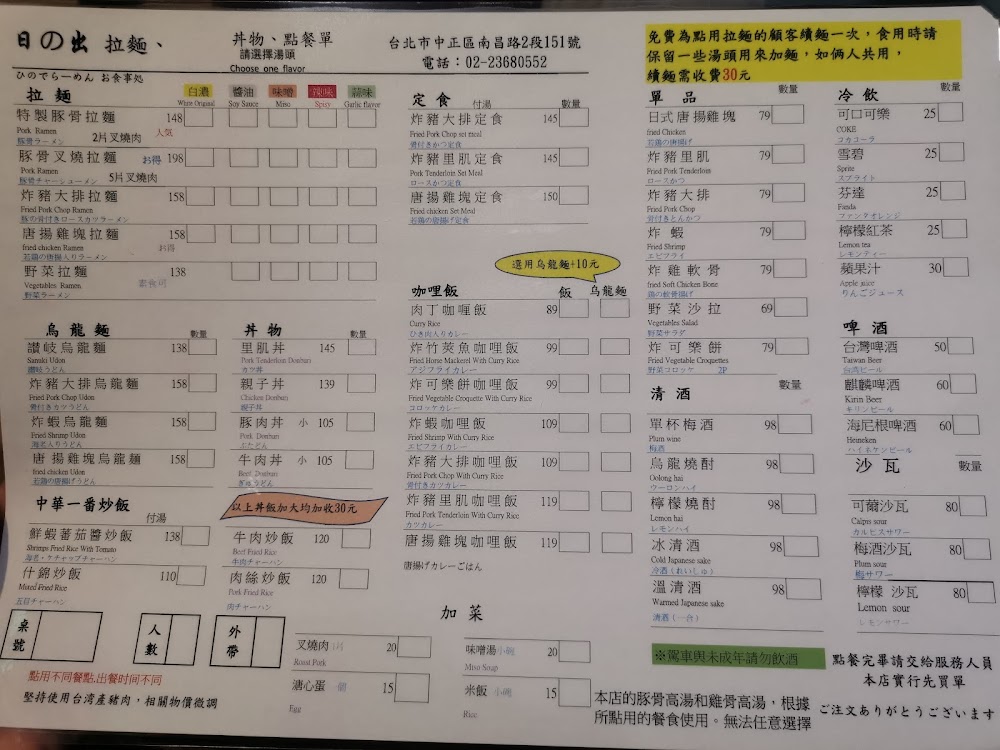 日の出 拉麵、 丼物、點餐單
請選擇湯頭
Choose one flavor
ひのでらーめん お食事処
台北市中正區南昌路2段151號
電話：02-23680552
免費為點用拉麵的顧客續麵一次，食用時請
保留一些湯頭用來加麵，如倆人共用，
續麵需收費30元
拉麵 白濃 醬油 味噌 辣味 蒜味
White Original Soy Sauce Miso Spicy Garlic flavor
特製豚骨拉麵 148
Pork Ramen 2片叉燒肉 人気
豚骨ラーメン
豚骨叉燒拉麵 お得 198
Pork Ramen 5片叉燒肉
豚骨チャーシューメン
炸豬大排拉麵 158
Fried Pork Chop Ramen
豚の骨付きロースカツラーメン
唐揚雞塊拉麵 158
fried chicken Ramen お得
若鶏の唐揚入りラーメン
野菜拉麵 138
Vegetables Ramen 素食可
野菜ラーメン
烏龍麵 數量
讚岐烏龍麵 138
Sanuki Udon
讃岐うどん
炸豬大排烏龍麵 158
Fried Pork Chop Udon
骨付きカツうどん
炸蝦烏龍麵 158
Fried Shrimp Udon
海老入りうどん
唐揚雞塊烏龍麵 158
fried chicken Udon
若鶏の唐揚げうどん
中華一番炒飯
付湯
鮮蝦蕃茄醬炒飯 138
Shrimps Fried Rice With Tomato
海老・ケチャップチャーハン
什錦炒飯 110
Mixed Fried Rice
五目チャーハン
丼物 數量
里肌丼 145
Pork Tenderloin Donburi
カツ丼
親子丼 139
Chicken Donburi
親子丼
豚肉丼 小 105
Pork Donburi
ぶたどん
牛肉丼 小 105
Beef Donburi
ぎゅうどん
以上丼飯加大均加收30元
牛肉炒飯 120
Beef Fried Rice
牛肉チャーハン
肉絲炒飯 120
Pork Fried Rice
肉チャーハン
定食 付湯 數量
炸豬大排定食 145
Fried Pork Chop set meal
骨付きかつ定食
炸豬里肌定食 145
Pork Tenderloin Set Meal
ロースかつ定食
唐揚雞塊定食 150
Fried chicken Set Meal
若鶏の唐揚げ定食
選用烏龍麵+10元
咖哩飯 飯 烏龍麵
肉丁咖哩飯 89
Curry Rice
ひき肉入りカレー
炸竹莢魚咖哩飯 99
Fried Horse Mackerel With Curry Rice
アジフライカレー
炸可樂餅咖哩飯 99
Fried Vegetable Croquette With Curry Rice
コロッケカレー
炸蝦咖哩飯 109
Fried Shrimp With Curry Rice
エビフライカレー
炸豬大排咖哩飯 109
Fried Pork Chop With Curry Rice
骨付きカツカレー
炸豬里肌咖哩飯 119
Fried Pork Tenderloin With Curry Rice
カツカレー
唐揚雞塊咖哩飯 119
唐揚げカレーごはん
單品 數量
日式唐揚雞塊 79
fried Chicken
若鶏の唐揚げ
炸豬里肌 79
Fried Pork Tenderloin
ロースかつ
炸豬大排 79
Fried Pork Chop
骨付きとんかつ
炸蝦 79
Fried Shrimp
エビフライ
炸雞軟骨 79
fried Soft Chicken Bone
鶏の軟骨揚げ
野菜沙拉 69
Vegetables Salad
野菜サラダ
炸可樂餅 79
Fried Vegetable Croquettes
野菜コロッケ 2P
清酒 數量
單杯梅酒 98
Plum wine
梅酒
烏龍燒酎 98
Oolong hai
ウーロンハイ
檸檬燒酎 98
Lemon hai
レモンハイ
冰清酒 98
Cold Japanese sake
冷酒（れいしゅ）
溫清酒 98
Warmed Japanese sake
清酒（一合）
冷飲 數量
可口可樂 25
COKE
コカコーラ
雪碧 25
Sprite
スプライト
芬達 25
Fanda
ファンタオレンジ
檸檬紅茶 25
Lemon tea
レモンティー
蘋果汁 30
Apple juice
りんごジュース
啤酒
台灣啤酒 50
Taiwan Beer
台湾ビール
麒麟啤酒 60
Kirin Beer
キリンビール
海尼根啤酒 60
Heineken
ハイネケンビール
沙瓦 數量
可爾沙瓦 80
Calpis sour
カルピスサワー
梅酒沙瓦 80
Plum sour
梅サワー
檸檬 沙瓦 80
Lemon sour
レモンサワー
桌號 人數 外帶
點用不同餐點,出餐時间不同
堅持使用台湾產豬肉，相關物價微調
加菜
叉燒肉 1片 20
Roast Pork
溏心蛋 個 15
Egg
味噌湯 小碗 20
Miso Soup
米飯 小碗 15
Rice
※駕車與未成年請勿飲酒
本店的豚骨高湯和雞骨高湯，根據
所點用的餐食使用。無法任意選擇
點餐完畢請交給服務人員
本店實行先買單
ご注文ありがとうございます